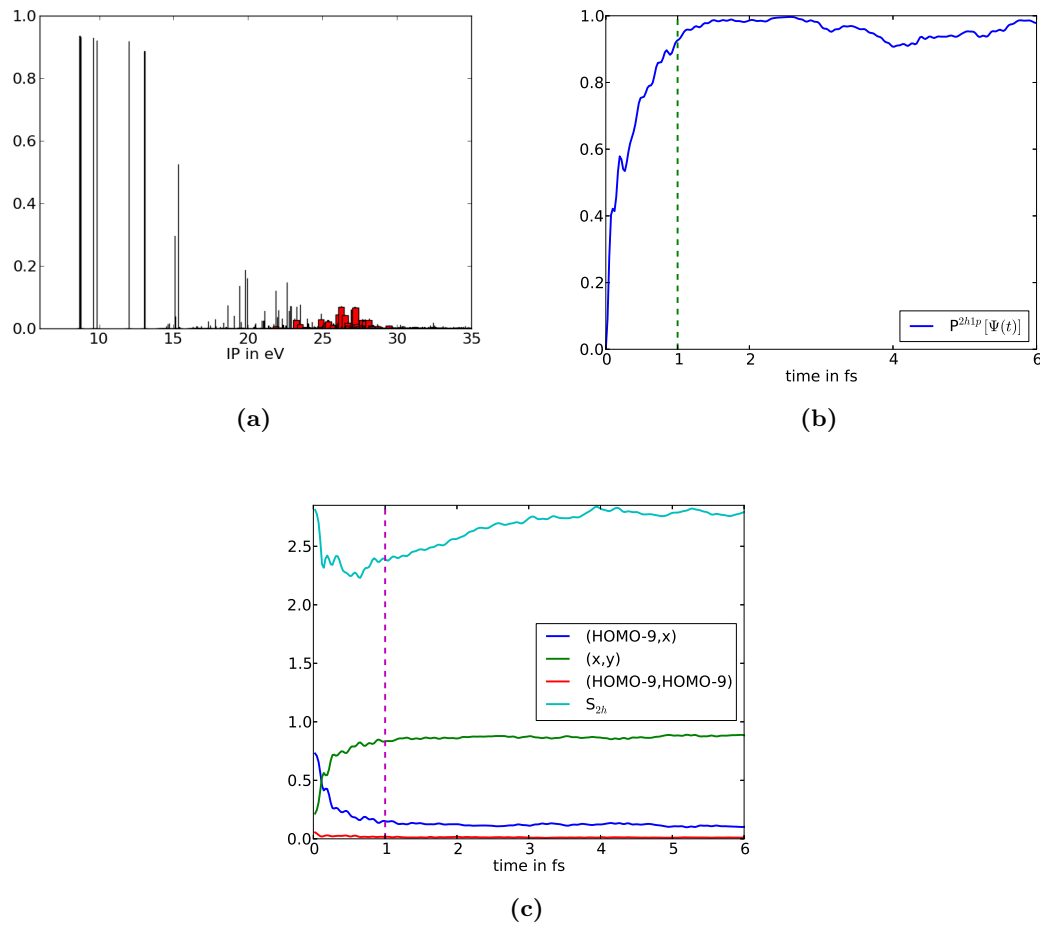 1.0
0.8
0.6
0.4
0.2
0.0
10 15 20 25 30 35
IP in eV
(a)
1.0
0.8
0.6
0.4
0.2
0.0
0 1 2 4 6
P^{2h1p}[Ψ(t)]
time in fs
(b)
2.5
2.0
1.5
1.0
0.5
0.0
0 1 2 3 4 5 6
(HOMO-9,x)
(x,y)
(HOMO-9,HOMO-9)
S_{2h}
time in fs
(c)